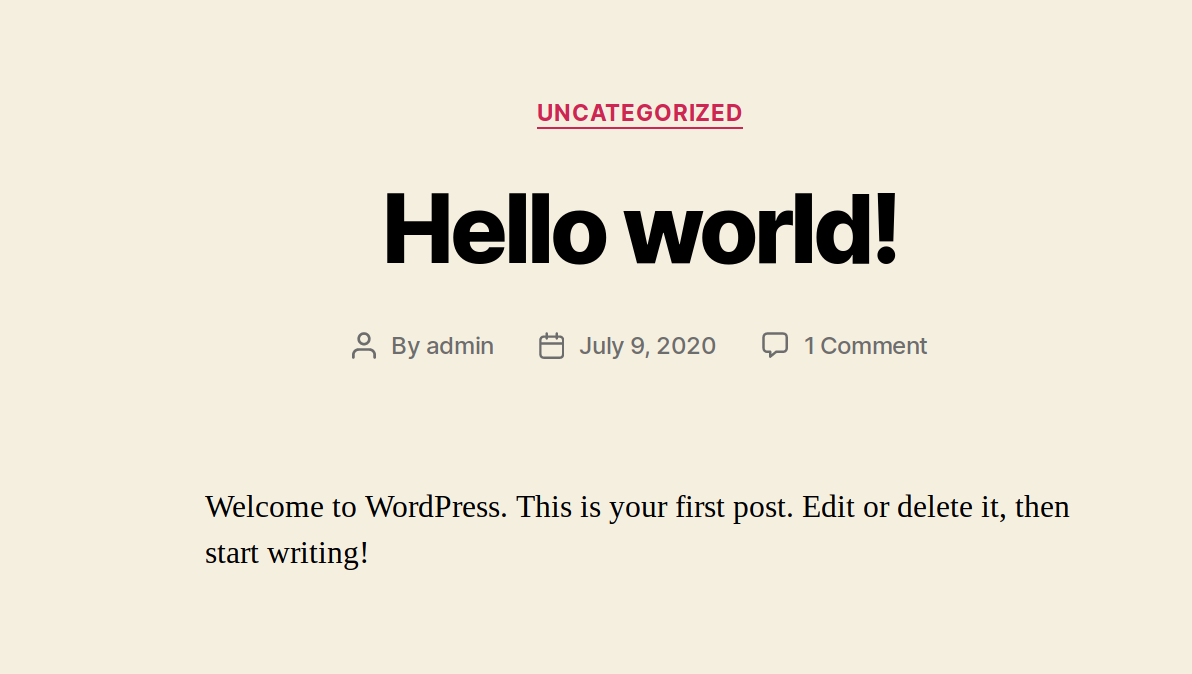 UNCATEGORIZED
Hello world!
By admin July 9, 2020 1 Comment
Welcome to WordPress. This is your first post. Edit or delete it, then
start writing!